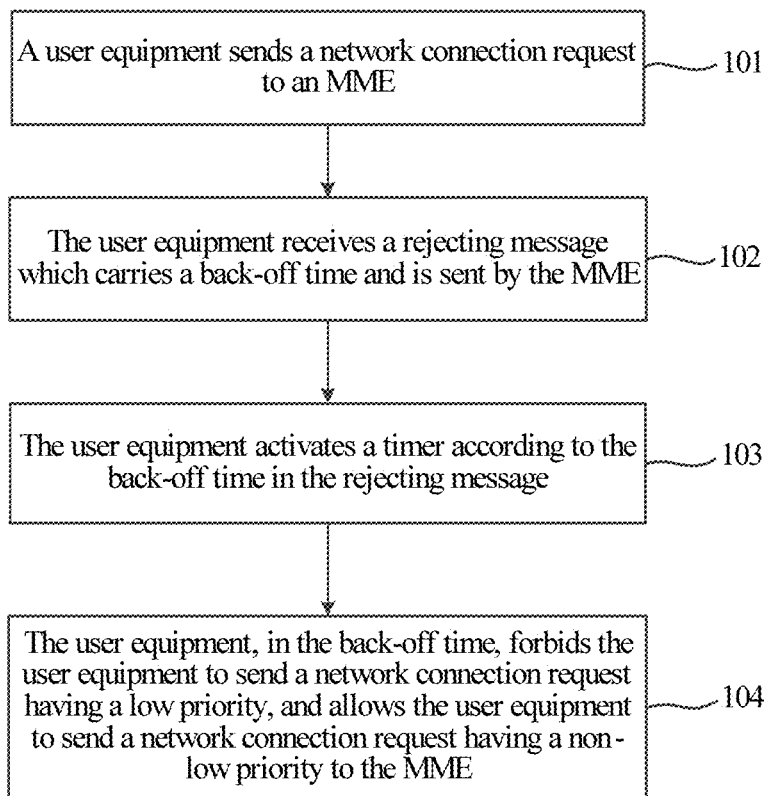 A user equipment sends a network connection request
to an MME
101
The user equipment receives a rejecting message
which carries a back-off time and is sent by the MME
102
The user equipment activates a timer according to the
back-off time in the rejecting message
103
The user equipment, in the back-off time, forbids the
user equipment to send a network connection request
having a low priority, and allows the user equipment
to send a network connection request having a non-
low priority to the MME
104